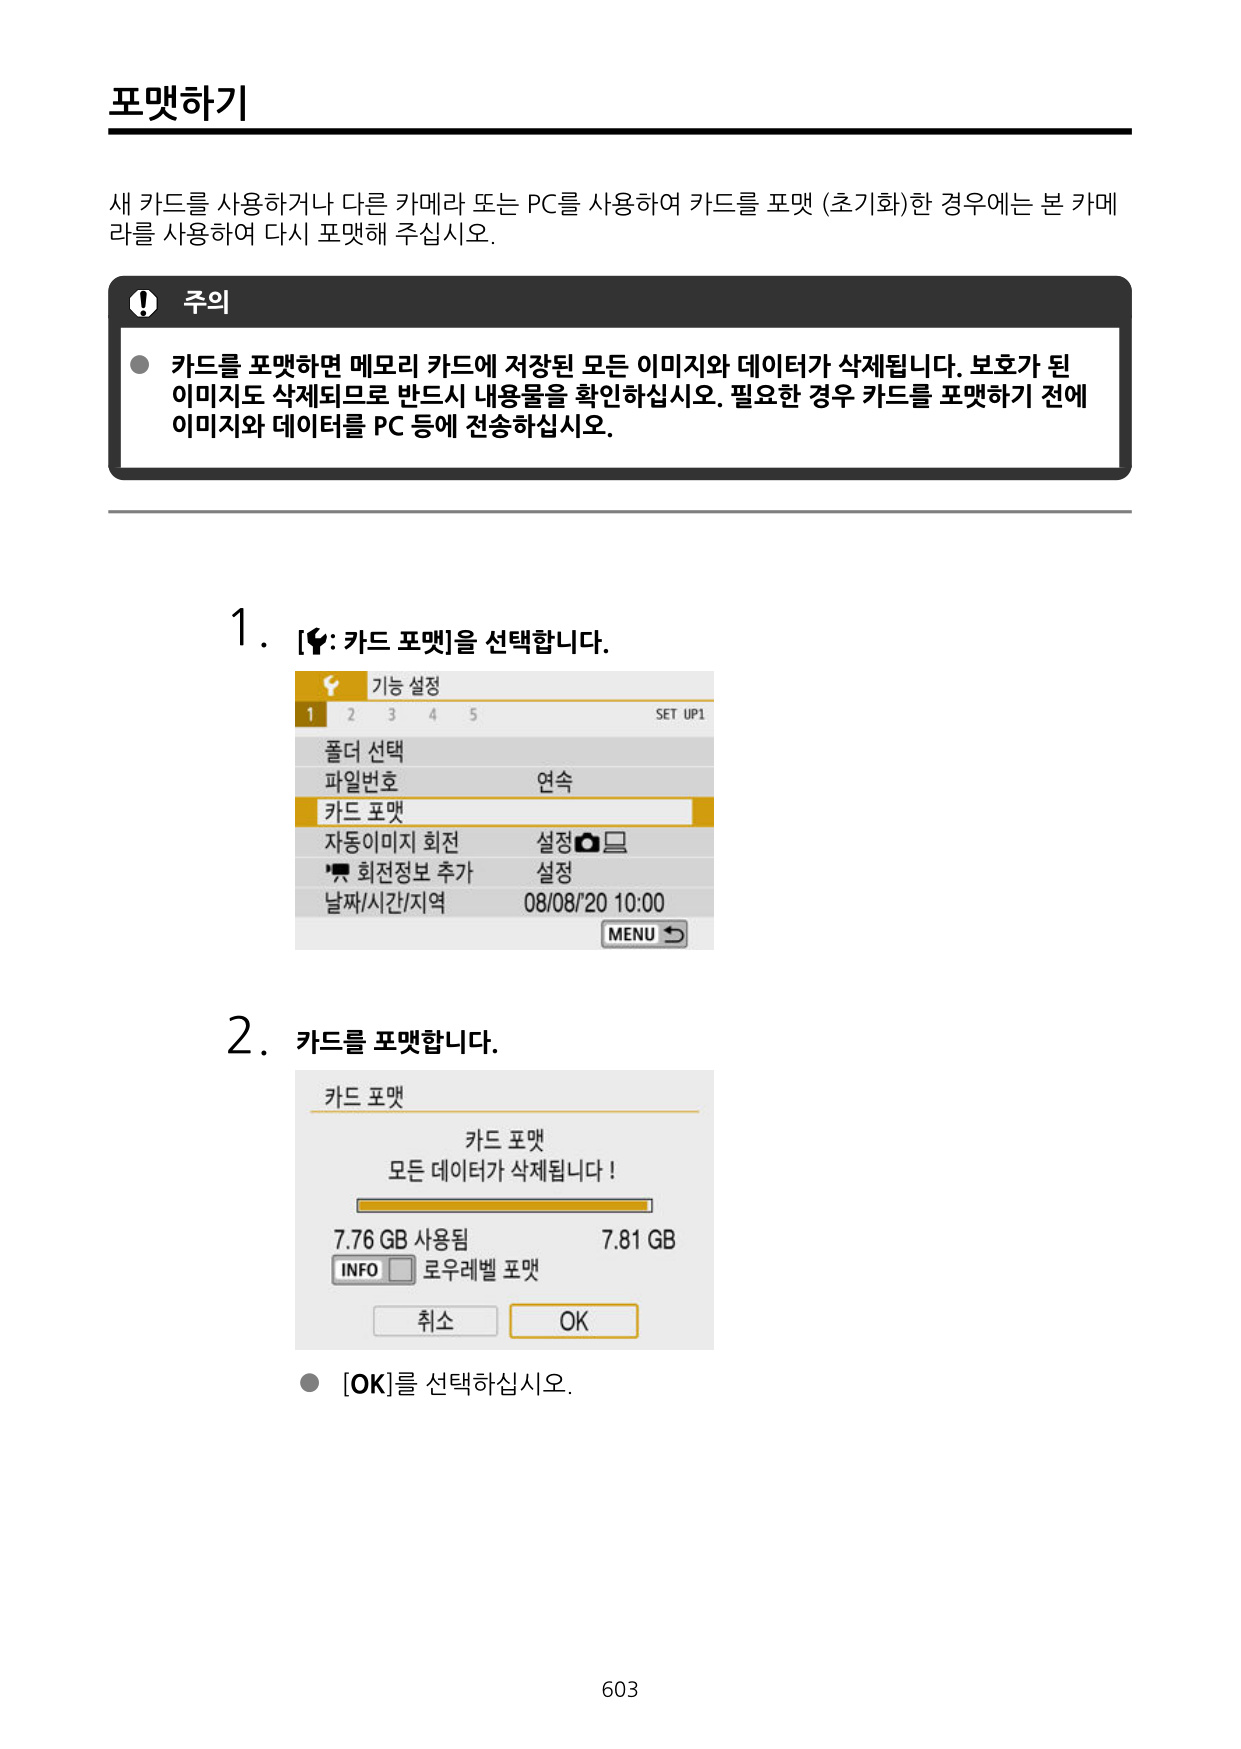 포맷하기
새 카드를 사용하거나 다른 카메라 또는 PC를 사용하여 카드를 포맷 (초기화)한 경우에는 본 카메
라를 사용하여 다시 포맷해 주십시오.
주의
● 카드를 포맷하면 메모리 카드에 저장된 모든 이미지와 데이터가 삭제됩니다. 보호가 된
이미지도 삭제되므로 반드시 내용물을 확인하십시오. 필요한 경우 카드를 포맷하기 전에
이미지와 데이터를 PC 등에 전송하십시오.
1. [: 카드 포맷]을 선택합니다.
기능 설정
1 2 3 4 5 SET UP1
폴더 선택
파일번호 연속
카드 포맷
자동이미지 회전 설정
회전정보 추가 설정
날짜/시간/지역 08/08/'20 10:00
MENU
2. 카드를 포맷합니다.
카드 포맷
카드 포맷
모든 데이터가 삭제됩니다 !
7.76 GB 사용됨 7.81 GB
INFO 로우레벨 포맷
취소 OK
● [OK]를 선택하십시오.
603